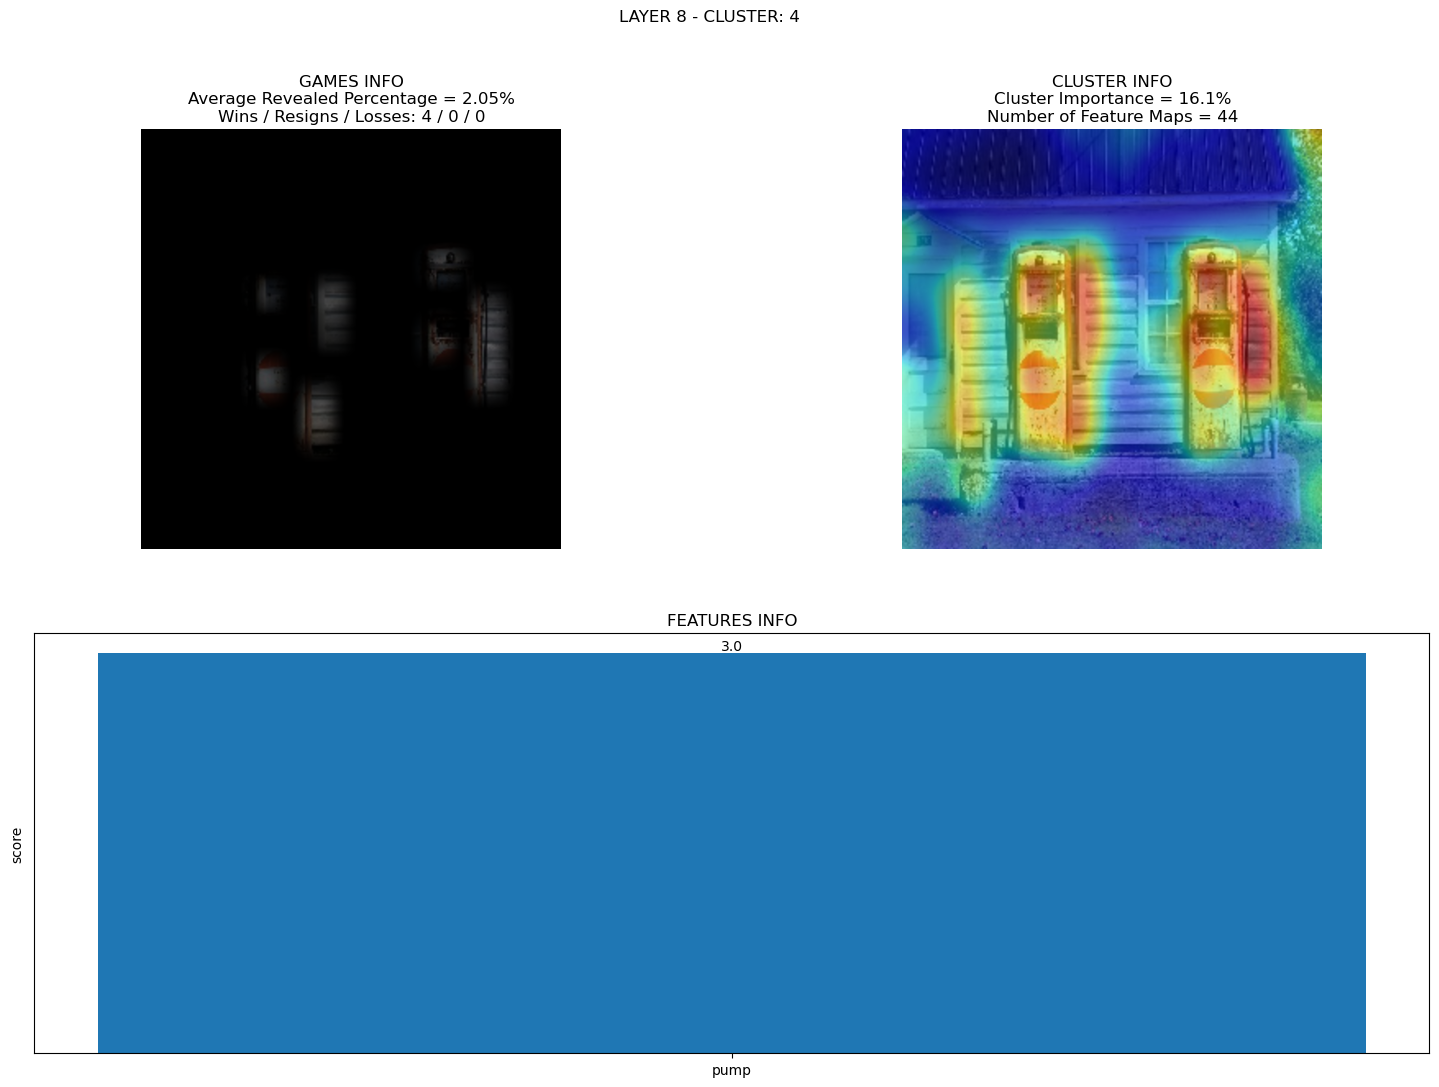 LAYER 8 - CLUSTER: 4
GAMES INFO
Average Revealed Percentage = 2.05%
Wins / Resigns / Losses: 4 / 0 / 0
CLUSTER INFO
Cluster Importance = 16.1%
Number of Feature Maps = 44
FEATURES INFO
3.0
score
pump